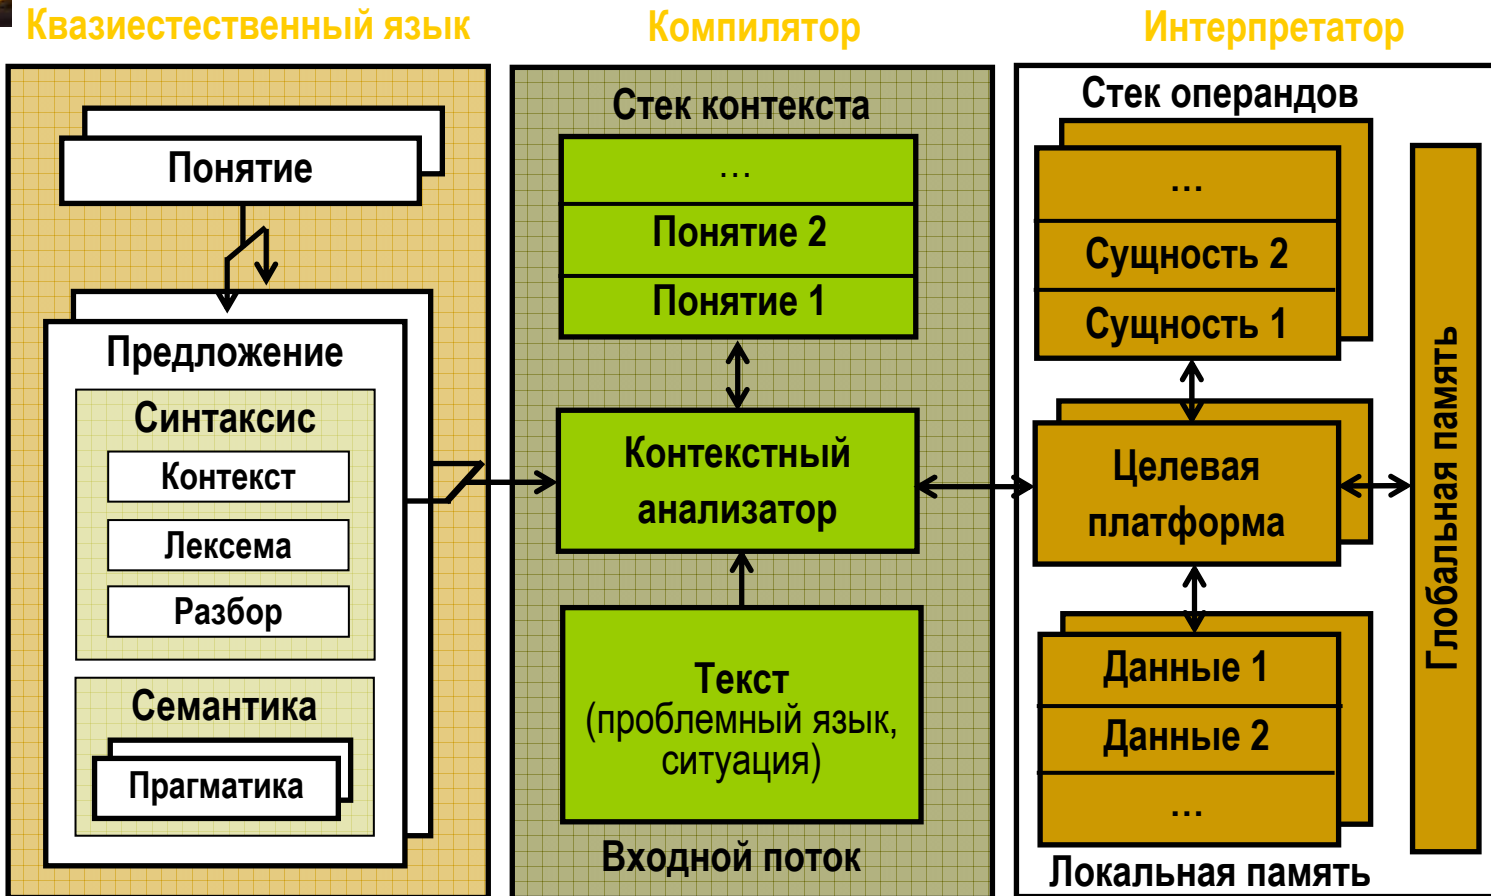 Квазиестественный язык
Понятие
Предложение
Синтаксис
Контекст
Лексема
Разбор
Семантика
Прагматика
Компилятор
Стек контекста
…
Понятие 2
Понятие 1
Контекстный
анализатор
Текст
(проблемный язык,
ситуация)
Входной поток
Интерпретатор
Стек операндов
…
Сущность 2
Сущность 1
Целевая
платформа
Данные 1
Данные 2
…
Локальная память
Глобальная память